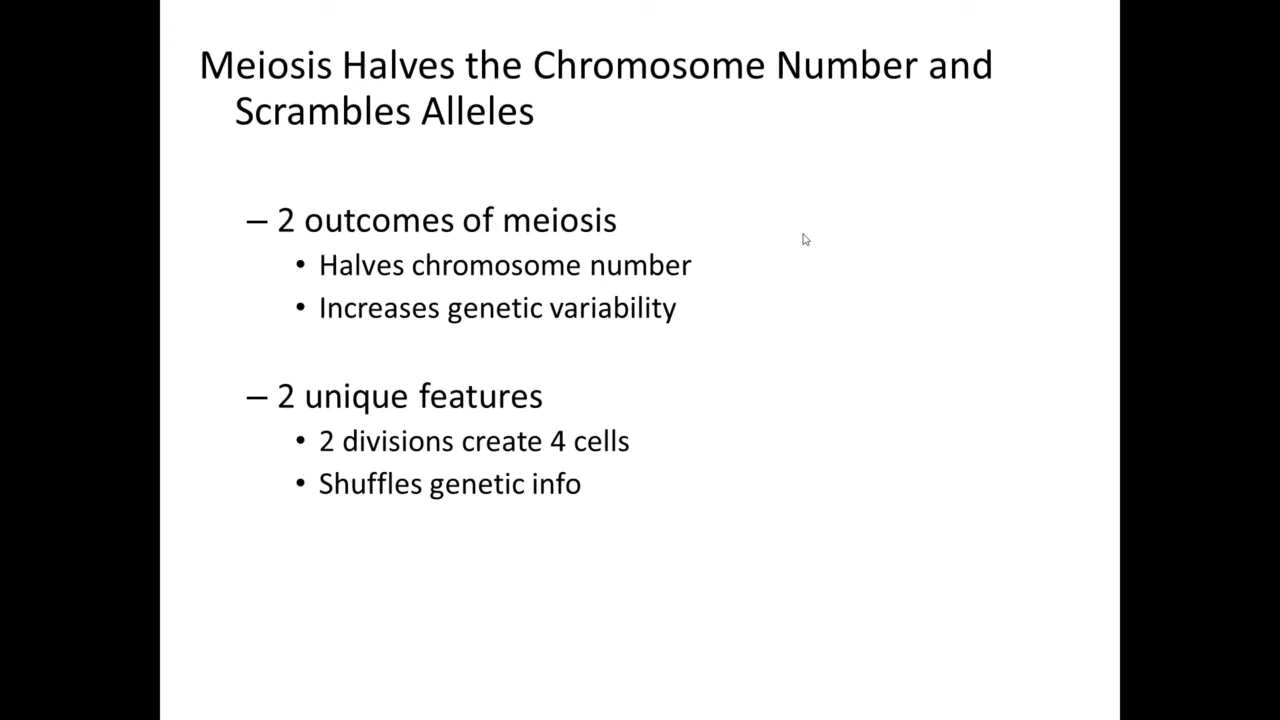 Meiosis Halves the Chromosome Number and
Scrambles Alleles
– 2 outcomes of meiosis
• Halves chromosome number
• Increases genetic variability
– 2 unique features
• 2 divisions create 4 cells
• Shuffles genetic info